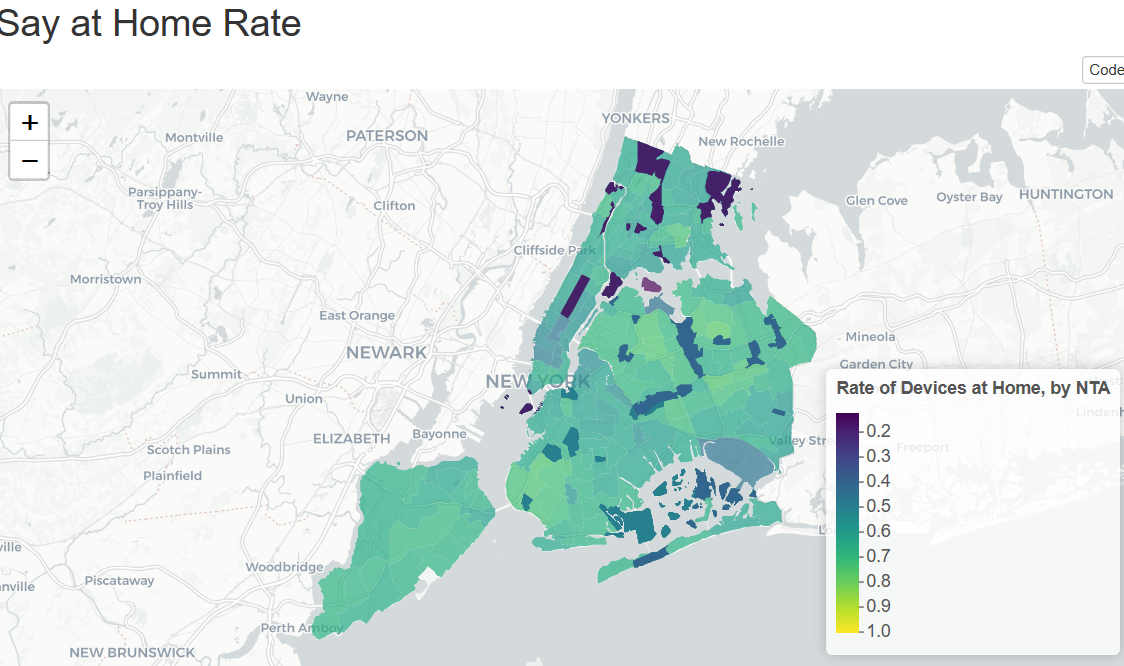 Say at Home Rate
Code
+
−
Wayne
YONKERS
Montville
PATERSON
New Rochelle
Parsippany-
Troy Hills
Clifton
Glen Cove
Oyster Bay
HUNTINGTON
Cliffside Park
Morristown
East Orange
Mineola
NEWARK
Garden City
Summit
NEW YORK
Rate of Devices at Home, by NTA
Union
0.2
0.3
0.4
0.5
0.6
0.7
0.8
0.9
1.0
ELIZABETH
Bayonne
Valley Stre
Freeport
Scotch Plains
Plainfield
ville
Woodbridge
Piscataway
nville
Perth Amboy
NEW BRUNSWICK